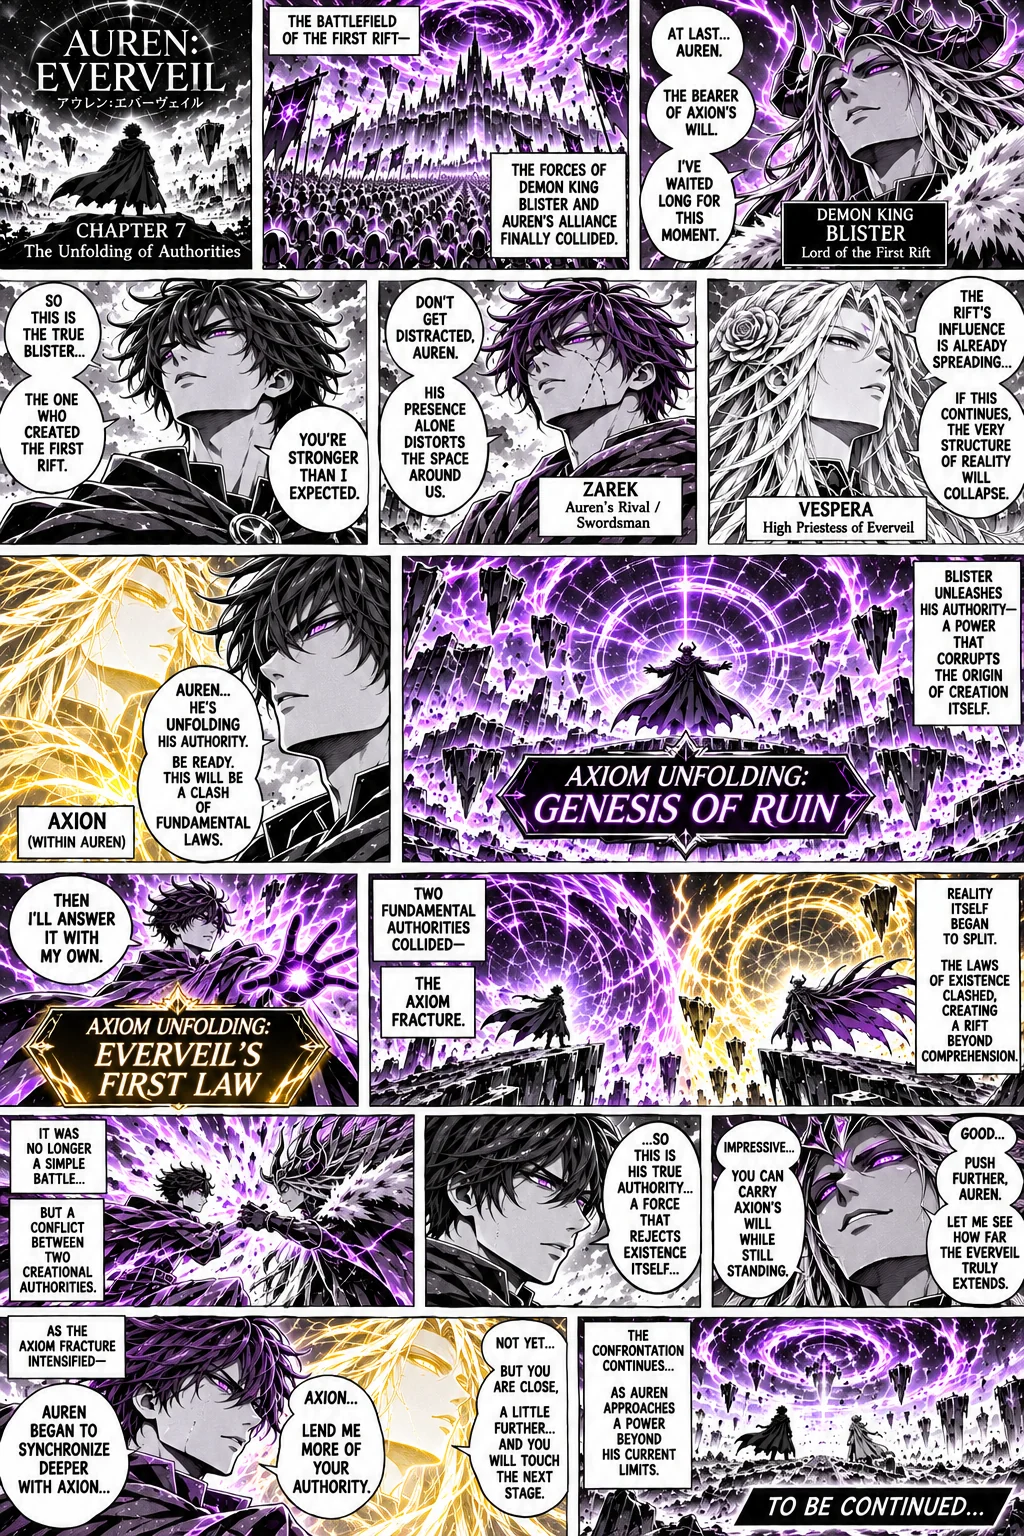 AUREN:
EVERVEIL
アウレン:エバーヴェイル
CHAPTER 7
The Unfolding of Authorities
THE BATTLEFIELD
OF THE FIRST RIFT—
THE FORCES OF
DEMON KING
BLISTER AND
AUREN'S ALLIANCE
FINALLY COLLIDED.
AT LAST...
AUREN.
THE BEARER
OF AXION'S
WILL.
I'VE
WAITED
LONG FOR
THIS
MOMENT.
DEMON KING
BLISTER
Lord of the First Rift
SO
THIS IS
THE TRUE
BLISTER...
THE ONE
WHO
CREATED
THE FIRST
RIFT.
YOU'RE
STRONGER
THAN I
EXPECTED.
DON'T
GET
DISTRACTED,
AUREN.
HIS
PRESENCE
ALONE
DISTORTS
THE SPACE
AROUND
US.
ZAREK
Auren's Rival /
Swordsman
THE
RIFT'S
INFLUENCE
IS ALREADY
SPREADING...
IF THIS
CONTINUES,
THE VERY
STRUCTURE
OF REALITY
WILL
COLLAPSE.
VESPERA
High Priestess of Everveil
AUREN...
HE'S
UNFOLDING
HIS AUTHORITY.
BE READY.
THIS WILL BE
A CLASH
OF
FUNDAMENTAL
LAWS.
AXION
(WITHIN AUREN)
BLISTER
UNLEASHES
HIS AUTHORITY—
A POWER
THAT
CORRUPTS
THE ORIGIN
OF CREATION
ITSELF.
AXIOM UNFOLDING:
GENESIS OF RUIN
THEN
I'LL ANSWER
IT WITH
MY OWN.
AXIOM UNFOLDING:
EVERVEIL'S
FIRST LAW
TWO
FUNDAMENTAL
AUTHORITIES
COLLIDED—
THE
AXIOM
FRACTURE.
REALITY
ITSELF
BEGAN
TO SPLIT.
THE LAWS
OF EXISTENCE
CLASHED,
CREATING
A RIFT
BEYOND
COMPREHENSION.
IT WAS
NO LONGER
A SIMPLE
BATTLE...
BUT A
CONFLICT
BETWEEN
TWO
CREATIONAL
AUTHORITIES.
...SO
THIS IS
HIS TRUE
AUTHORITY...
A FORCE
THAT
REJECTS
EXISTENCE
ITSELF...
IMPRESSIVE...
YOU CAN
CARRY
AXION'S
WILL
WHILE
STILL
STANDING.
GOOD...
PUSH
FURTHER,
AUREN.
LET ME SEE
HOW FAR
THE EVERVEIL
TRULY
EXTENDS.
AS THE
AXIOM FRACTURE
INTENSIFIED—
AUREN
BEGAN TO
SYNCHRONIZE
DEEPER
WITH AXION...
AXION...
LEND ME
MORE OF
YOUR
AUTHORITY.
NOT YET...
BUT YOU
ARE CLOSE,
A LITTLE
FURTHER...
AND YOU
WILL TOUCH
THE NEXT
STAGE.
THE
CONFRONTATION
CONTINUES...
AS AUREN
APPROACHES
A POWER
BEYOND
HIS CURRENT
LIMITS.
TO BE CONTINUED...